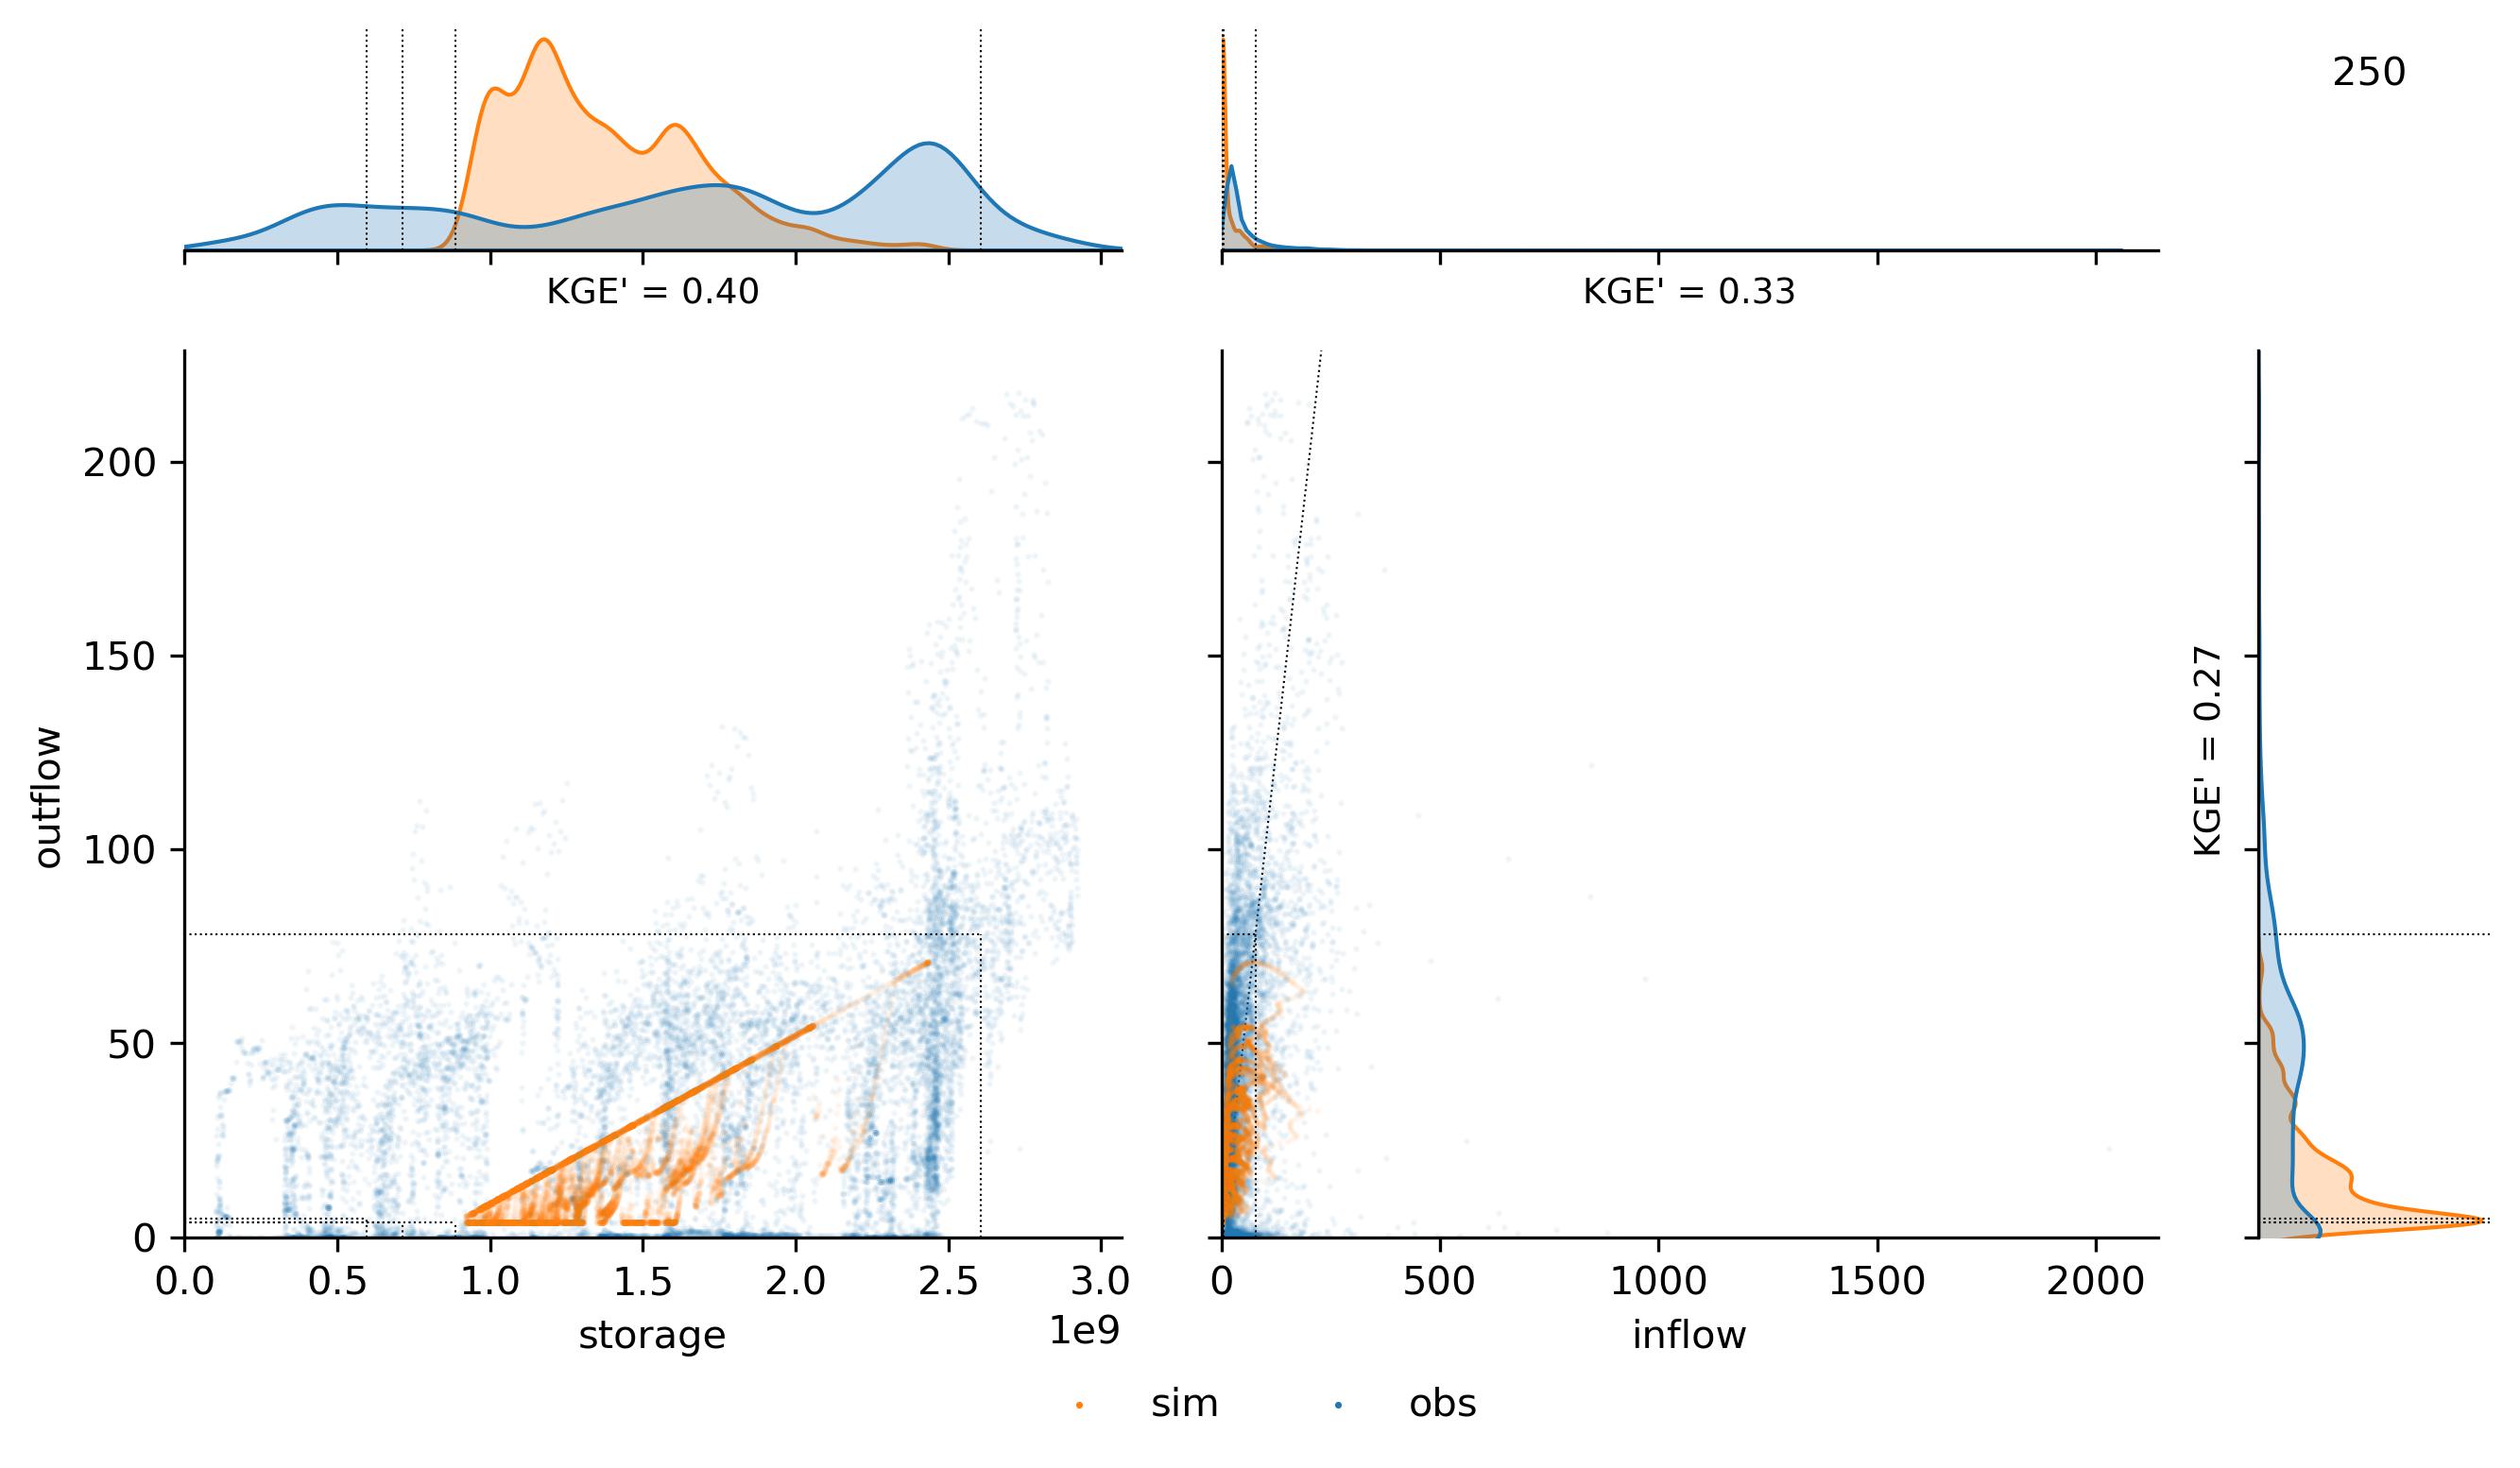 250
KGE' = 0.40
KGE' = 0.33
outflow
200
150
100
50
0
KGE' = 0.27
0.0 0.5 1.0 1.5 2.0 2.5 3.0
1e9
storage
0 500 1000 1500 2000
inflow
sim obs